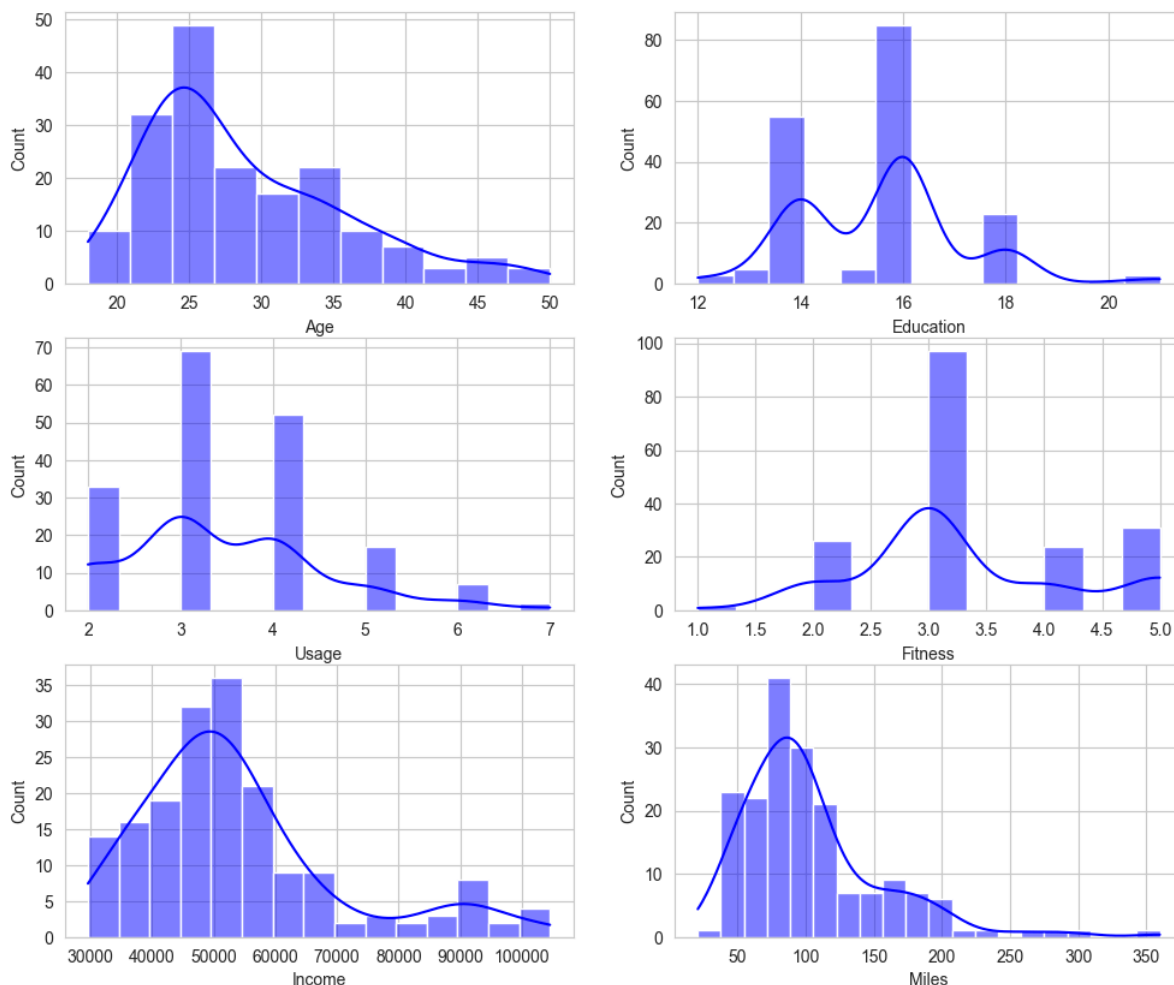 50
40
30
20
10
0
Count
20 25 30 35 40 45 50
Age
80
60
40
20
0
Count
12 14 16 18 20
Education
70
60
50
40
30
20
10
0
Count
2 3 4 5 6 7
Usage
100
80
60
40
20
0
Count
1.0 1.5 2.0 2.5 3.0 3.5 4.0 4.5 5.0
Fitness
35
30
25
20
15
10
5
0
Count
30000 40000 50000 60000 70000 80000 90000 100000
Income
40
30
20
10
0
Count
50 100 150 200 250 300 350
Miles